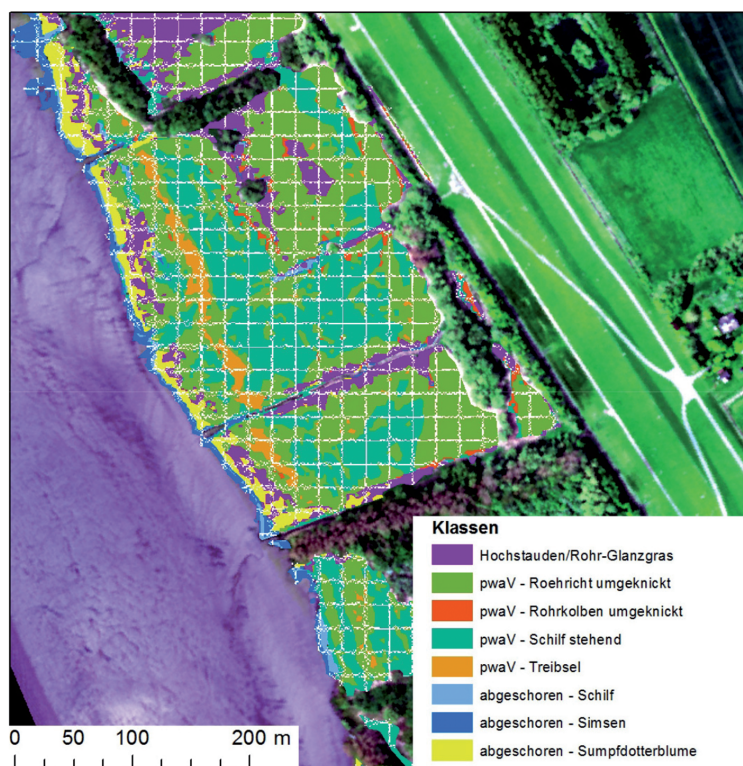 Klassen
Hochstauden/Rohr-Glanzgras
pwaV - Roehricht umgeknickt
pwaV - Rohrkolben umgeknickt
pwaV - Schilf stehend
pwaV - Treibsel
abgeschoren - Schilf
abgeschoren - Simsen
abgeschoren - Sumpfdotterblume
0 50 100 200 m